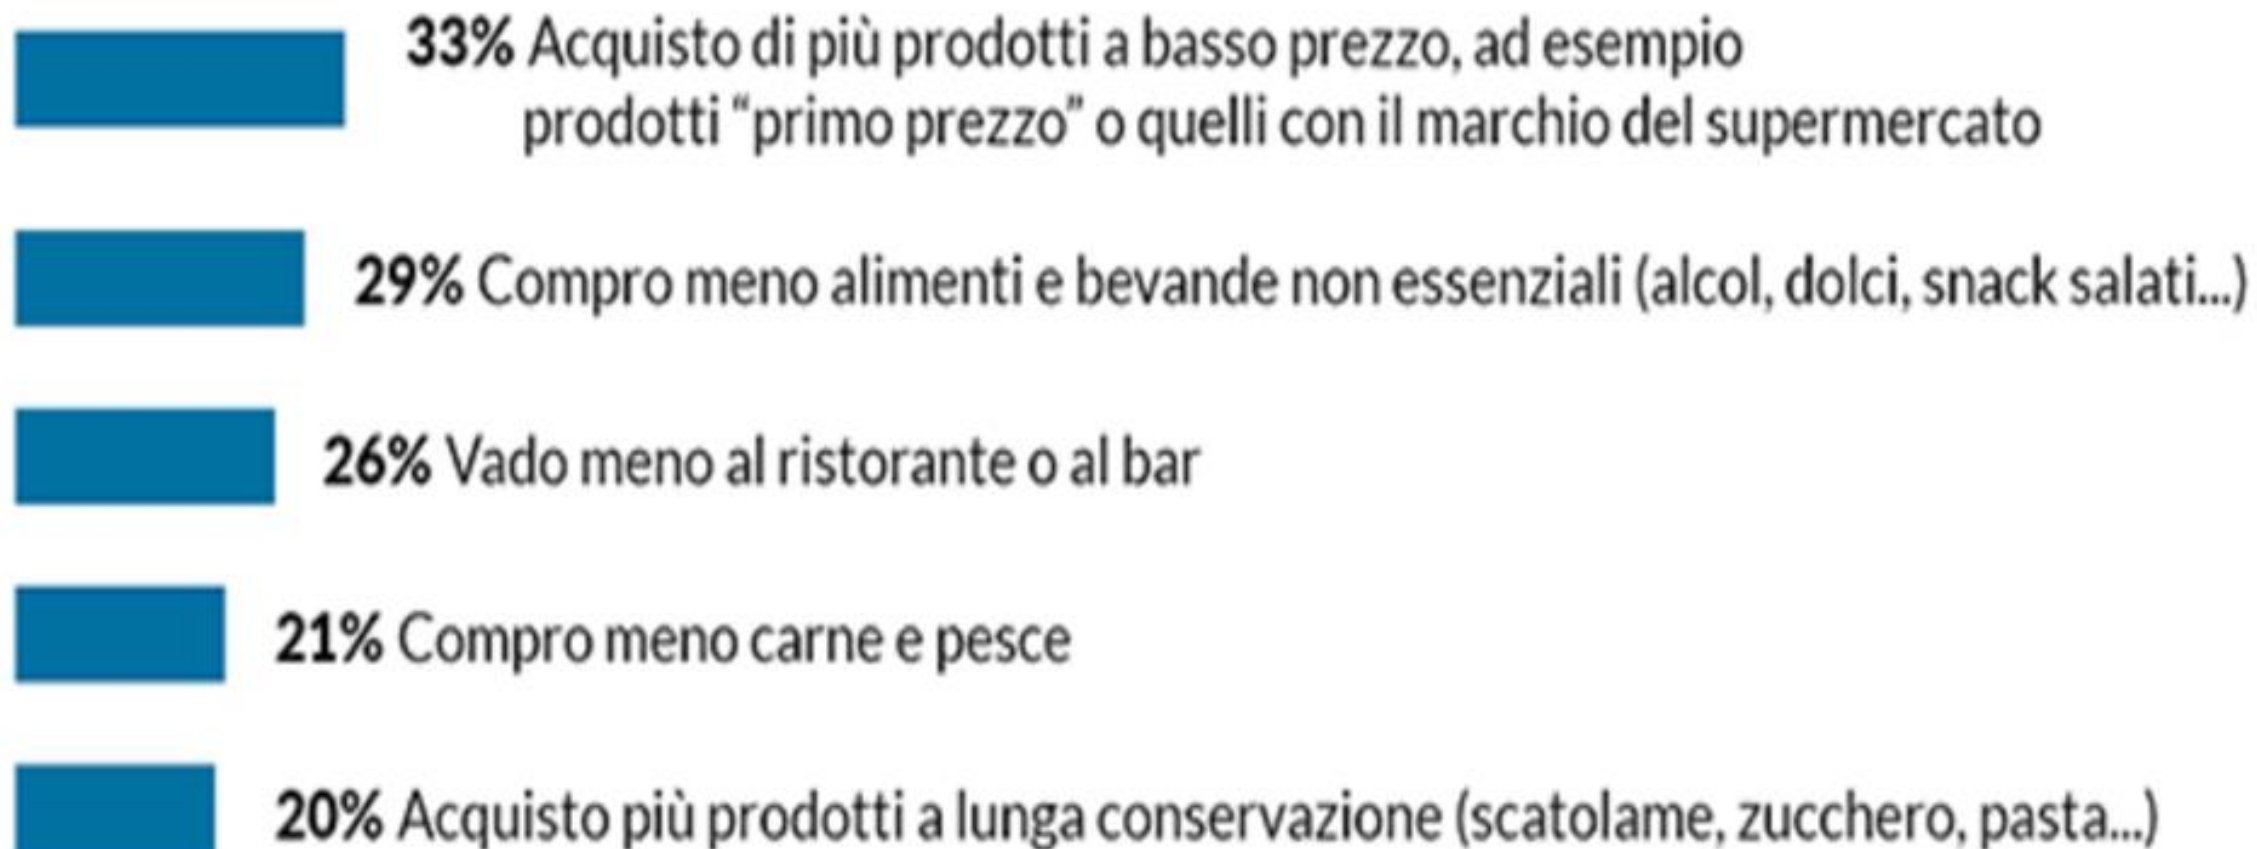 33% Acquisto di più prodotti a basso prezzo, ad esempio
prodotti “primo prezzo” o quelli con il marchio del supermercato
29% Compro meno alimenti e bevande non essenziali (alcol, dolci, snack salati...)
26% Vado meno al ristorante o al bar
21% Compro meno carne e pesce
20% Acquisto più prodotti a lunga conservazione (scatolame, zucchero, pasta...)